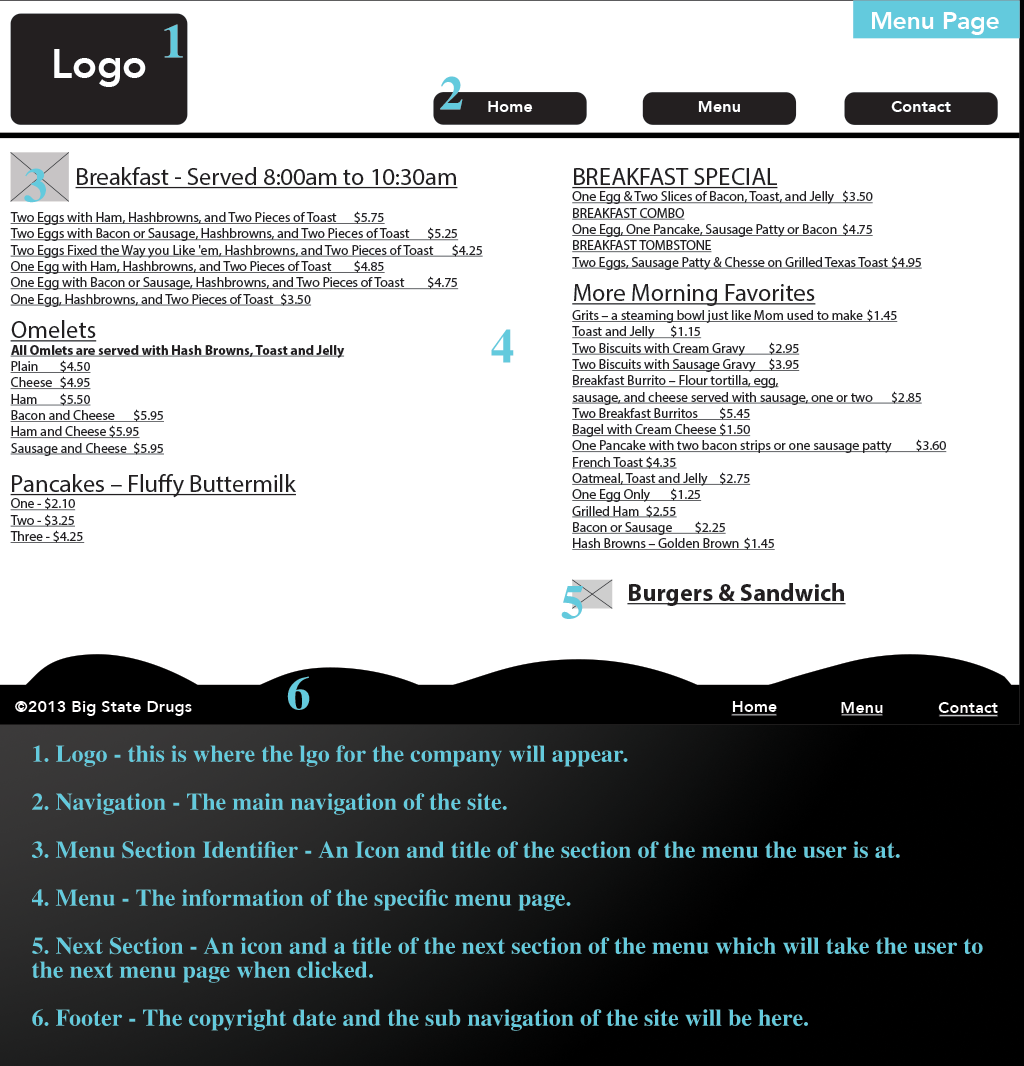 Menu Page
Logo
1
2
Home
Menu
Contact
3
Breakfast - Served 8:00am to 10:30am
Two Eggs with Ham, Hashbrowns, and Two Pieces of Toast $5.75
Two Eggs with Bacon or Sausage, Hashbrowns, and Two Pieces of Toast $5.25
Two Eggs Fixed the Way you Like 'em, Hashbrowns, and Two Pieces of Toast $4.25
One Egg with Ham, Hashbrowns, and Two Pieces of Toast $4.85
One Egg with Bacon or Sausage, Hashbrowns, and Two Pieces of Toast $4.75
One Egg, Hashbrowns, and Two Pieces of Toast $3.50
Omelets
All Omlets are served with Hash Browns, Toast and Jelly
Plain $4.50
Cheese $4.95
Ham $5.50
Bacon and Cheese $5.95
Ham and Cheese $5.95
Sausage and Cheese $5.95
Pancakes – Fluffy Buttermilk
One - $2.10
Two - $3.25
Three - $4.25
4
BREAKFAST SPECIAL
One Egg & Two Slices of Bacon, Toast, and Jelly $3.50
BREAKFAST COMBO
One Egg, One Pancake, Sausage Patty or Bacon $4.75
BREAKFAST TOMBSTONE
Two Eggs, Sausage Patty & Chesse on Grilled Texas Toast $4.95
More Morning Favorites
Grits – a steaming bowl just like Mom used to make $1.45
Toast and Jelly $1.15
Two Biscuits with Cream Gravy $2.95
Two Biscuits with Sausage Gravy $3.95
Breakfast Burrito – Flour tortilla, egg,
sausage, and cheese served with sausage, one or two $2.85
Two Breakfast Burritos $5.45
Bagel with Cream Cheese $1.50
One Pancake with two bacon strips or one sausage patty $3.60
French Toast $4.35
Oatmeal, Toast and Jelly $2.75
One Egg Only $1.25
Grilled Ham $2.55
Bacon or Sausage $2.25
Hash Browns – Golden Brown $1.45
5
Burgers & Sandwich
6
©2013 Big State Drugs
Home
Menu
Contact
1. Logo - this is where the lgo for the company will appear.
2. Navigation - The main navigation of the site.
3. Menu Section Identifier - An Icon and title of the section of the menu the user is at.
4. Menu - The information of the specific menu page.
5. Next Section - An icon and a title of the next section of the menu which will take the user to
the next menu page when clicked.
6. Footer - The copyright date and the sub navigation of the site will be here.